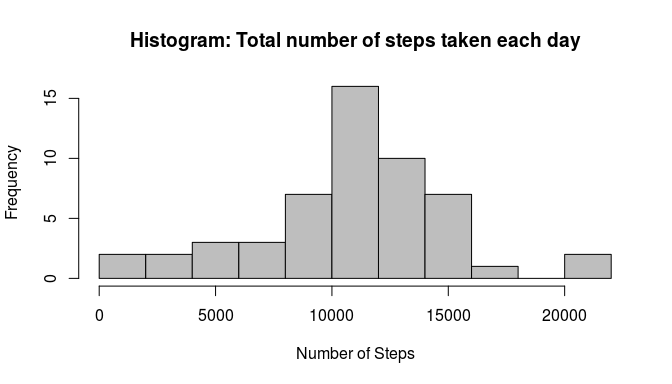 Histogram: Total number of steps taken each day
Frequency
15
10
5
0
0 5000 10000 15000 20000
Number of Steps